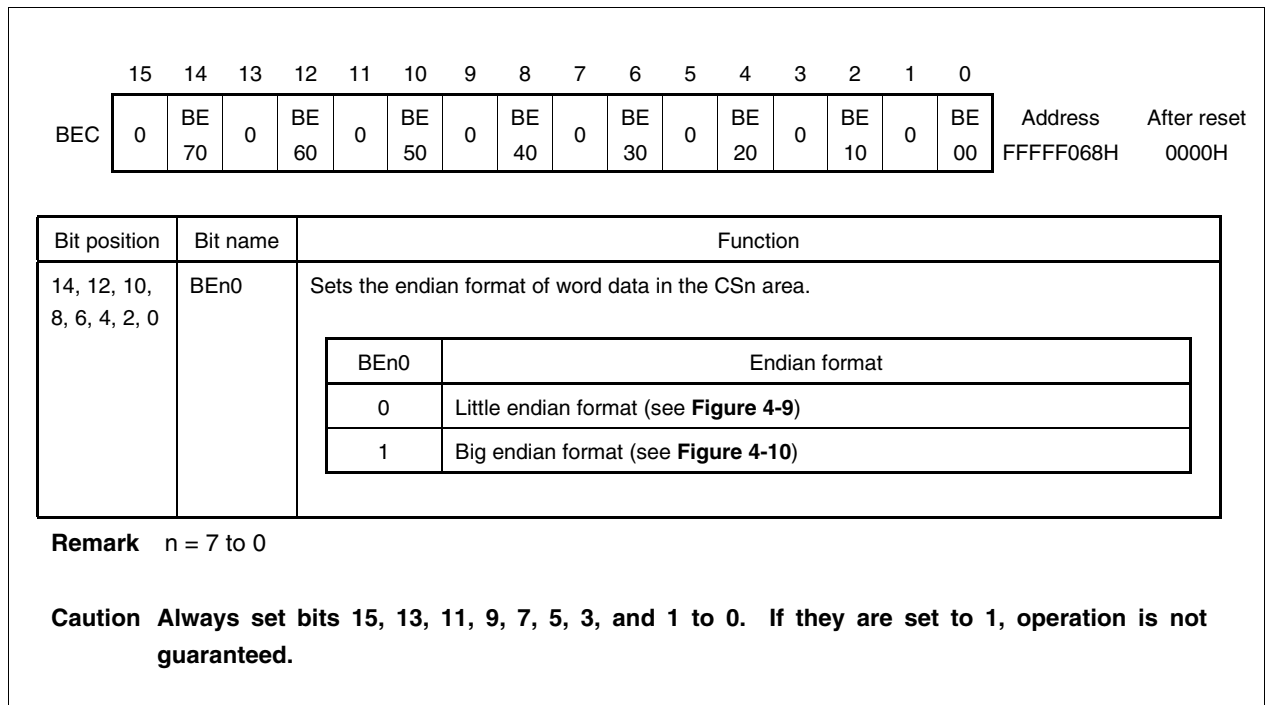 15 14 13 12 11 10 9 8 7 6 5 4 3 2 1 0
BEC 0 BE 70 0 BE 60 0 BE 50 0 BE 40 0 BE 30 0 BE 20 0 BE 10 0 BE 00 Address FFFFF068H After reset 0000H
Bit position Bit name Function
14, 12, 10, BEn0 Sets the endian format of word data in the CSn area.
8, 6, 4, 2, 0
BEn0 Endian format
0 Little endian format (see Figure 4-9)
1 Big endian format (see Figure 4-10)
Remark n = 7 to 0
Caution Always set bits 15, 13, 11, 9, 7, 5, 3, and 1 to 0. If they are set to 1, operation is not
guaranteed.